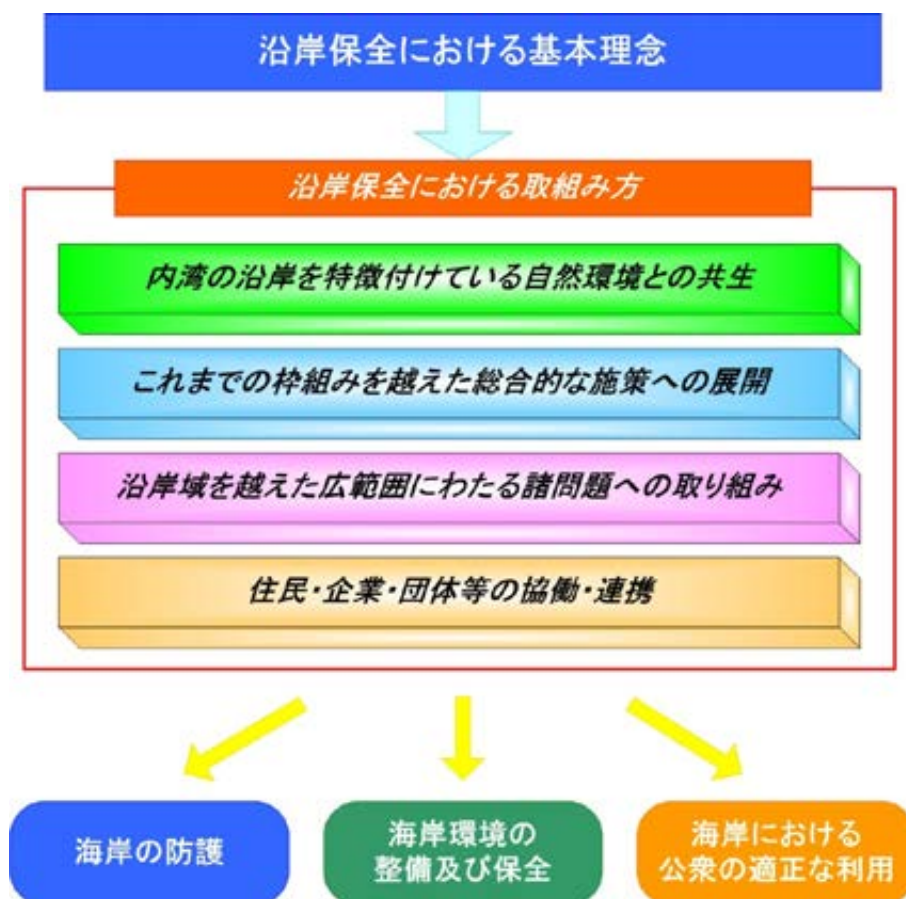 沿岸保全における基本理念
沿岸保全における取組み方
内湾の沿岸を特徴付けている自然環境との共生
これまでの枠組みを越えた総合的な施策への展開
沿岸域を越えた広範囲にわたる諸問題への取り組み
住民・企業・団体等の協働・連携
海岸の防護
海岸環境の
整備及び保全
海岸における
公衆の適正な利用